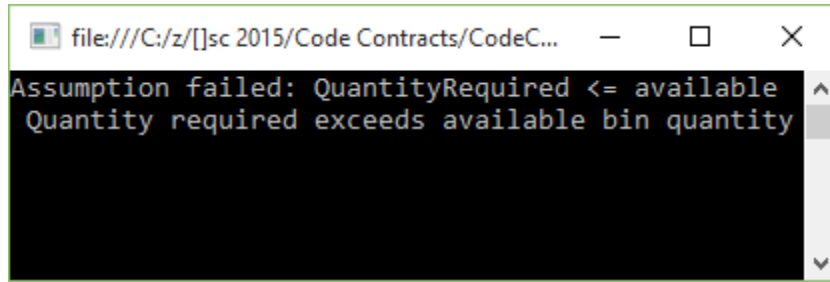 file:///C:/z/[]sc 2015/Code Contracts/CodeC...
Assumption failed: QuantityRequired <= available
Quantity required exceeds available bin quantity